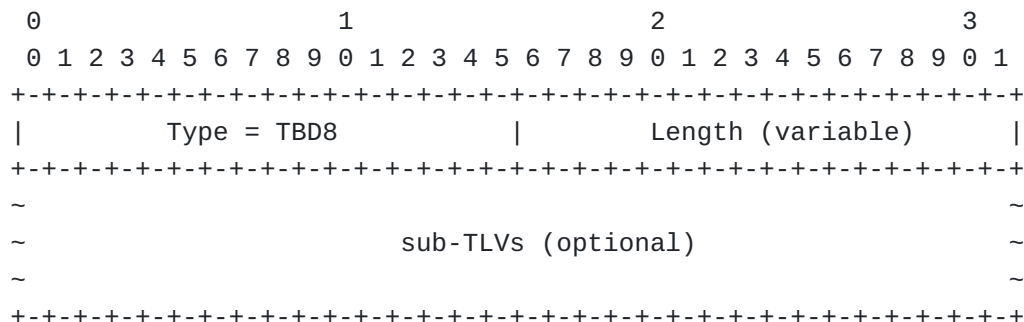 0                   1                   2                   3
 0 1 2 3 4 5 6 7 8 9 0 1 2 3 4 5 6 7 8 9 0 1 2 3 4 5 6 7 8 9 0 1
+-+-+-+-+-+-+-+-+-+-+-+-+-+-+-+-+-+-+-+-+-+-+-+-+-+-+-+-+-+-+-+-+
|         Type = TBD8           |        Length (variable)      |
+-+-+-+-+-+-+-+-+-+-+-+-+-+-+-+-+-+-+-+-+-+-+-+-+-+-+-+-+-+-+-+-+
~                                                               ~
~                        sub-TLVs (optional)                    ~
~                                                               ~
+-+-+-+-+-+-+-+-+-+-+-+-+-+-+-+-+-+-+-+-+-+-+-+-+-+-+-+-+-+-+-+-+